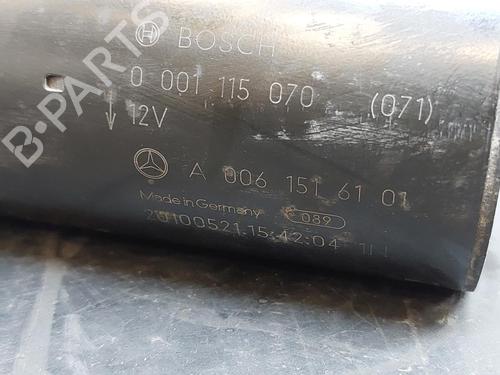 BOSCH
0 001 115 070 (071)
12V
A 006 151 61 01
Made in Germany 089
20100521 15:42:04
B-PARTS